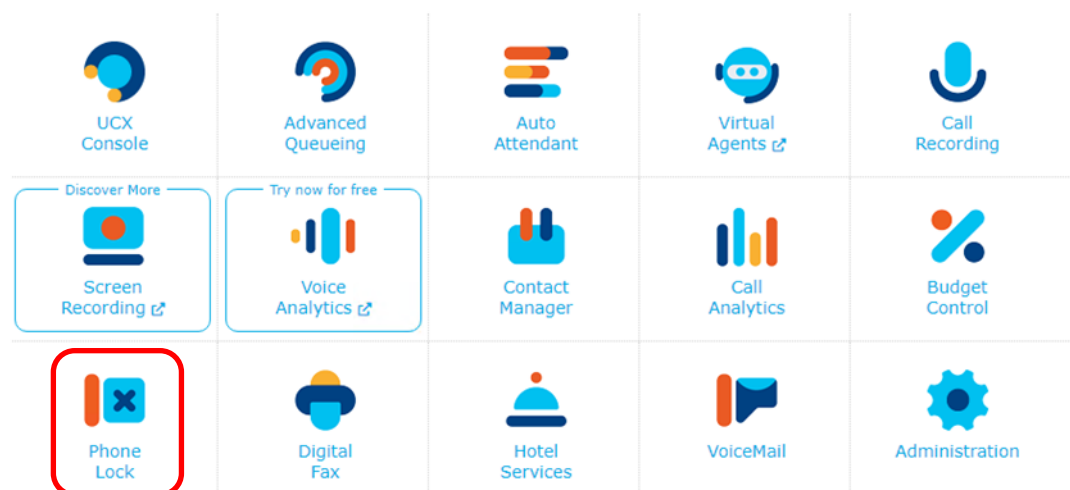 UCX
Console
Advanced
Queueing
Auto
Attendant
Virtual
Agents
Call
Recording
Discover More
Screen
Recording
Try now for free
Voice
Analytics
Contact
Manager
Call
Analytics
Budget
Control
Phone
Lock
Digital
Fax
Hotel
Services
VoiceMail
Administration